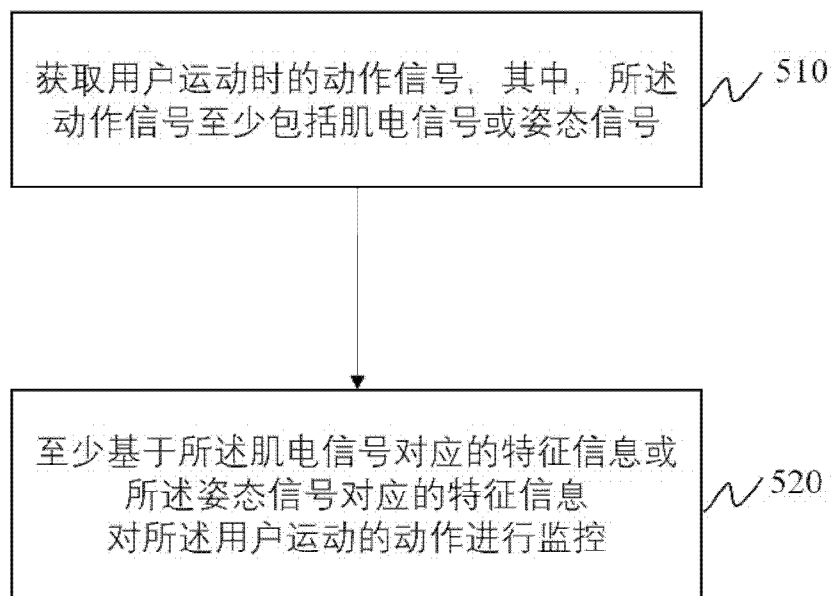 获取用户运动时的动作信号，其中，所述
动作信号至少包括肌电信号或姿态信号
510
至少基于所述肌电信号对应的特征信息或
所述姿态信号对应的特征信息
对所述用户运动的动作进行监控
520